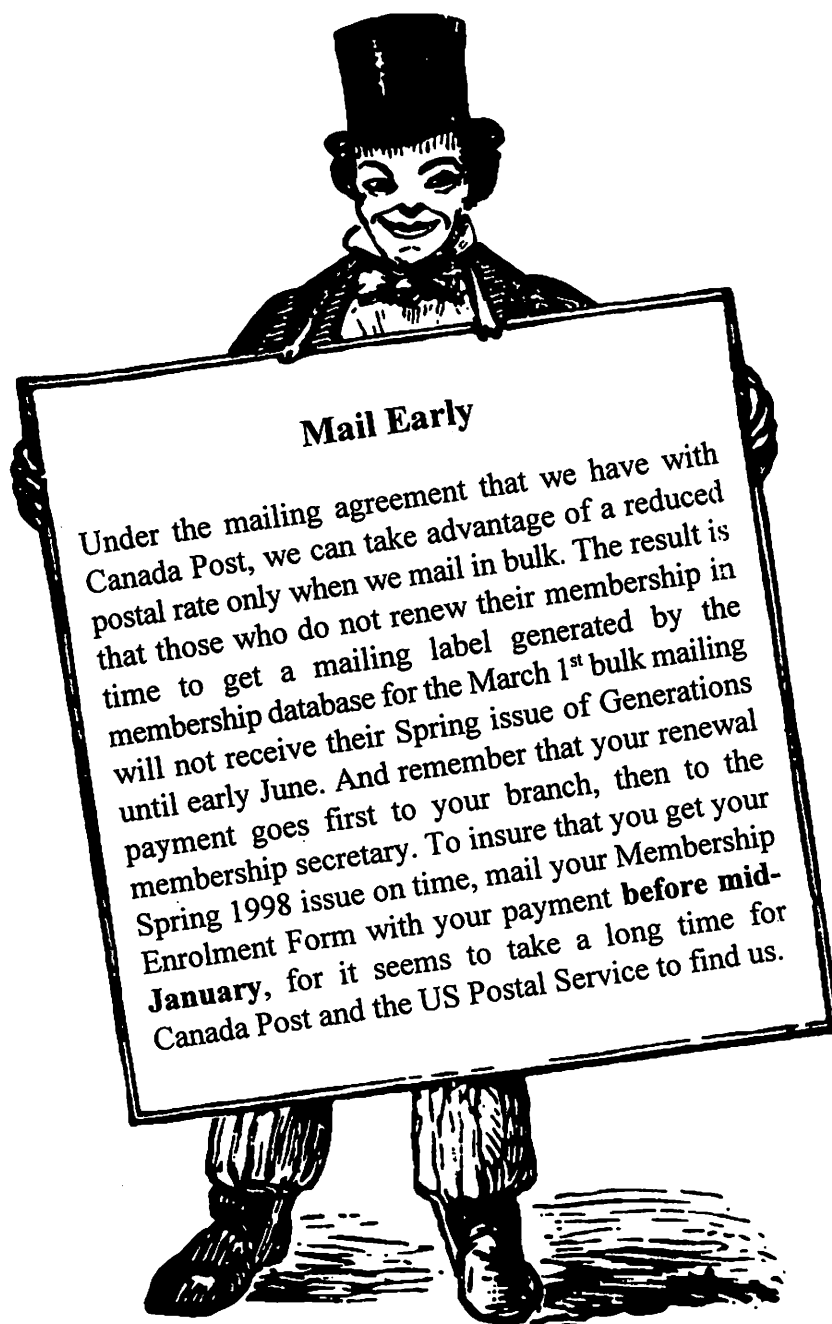 Mail Early
Under the mailing agreement that we have with
Canada Post, we can take advantage of a reduced
postal rate only when we mail in bulk. The result is
that those who do not renew their membership in
time to get a mailing label generated by the
membership database for the March 1st bulk mailing
will not receive their Spring issue of Generations
until early June. And remember that your renewal
payment goes first to your branch, then to the
membership secretary. To insure that you get your
Spring 1998 issue on time, mail your Membership
Enrolment Form with your payment before mid-
January, for it seems to take a long time for
Canada Post and the US Postal Service to find us.